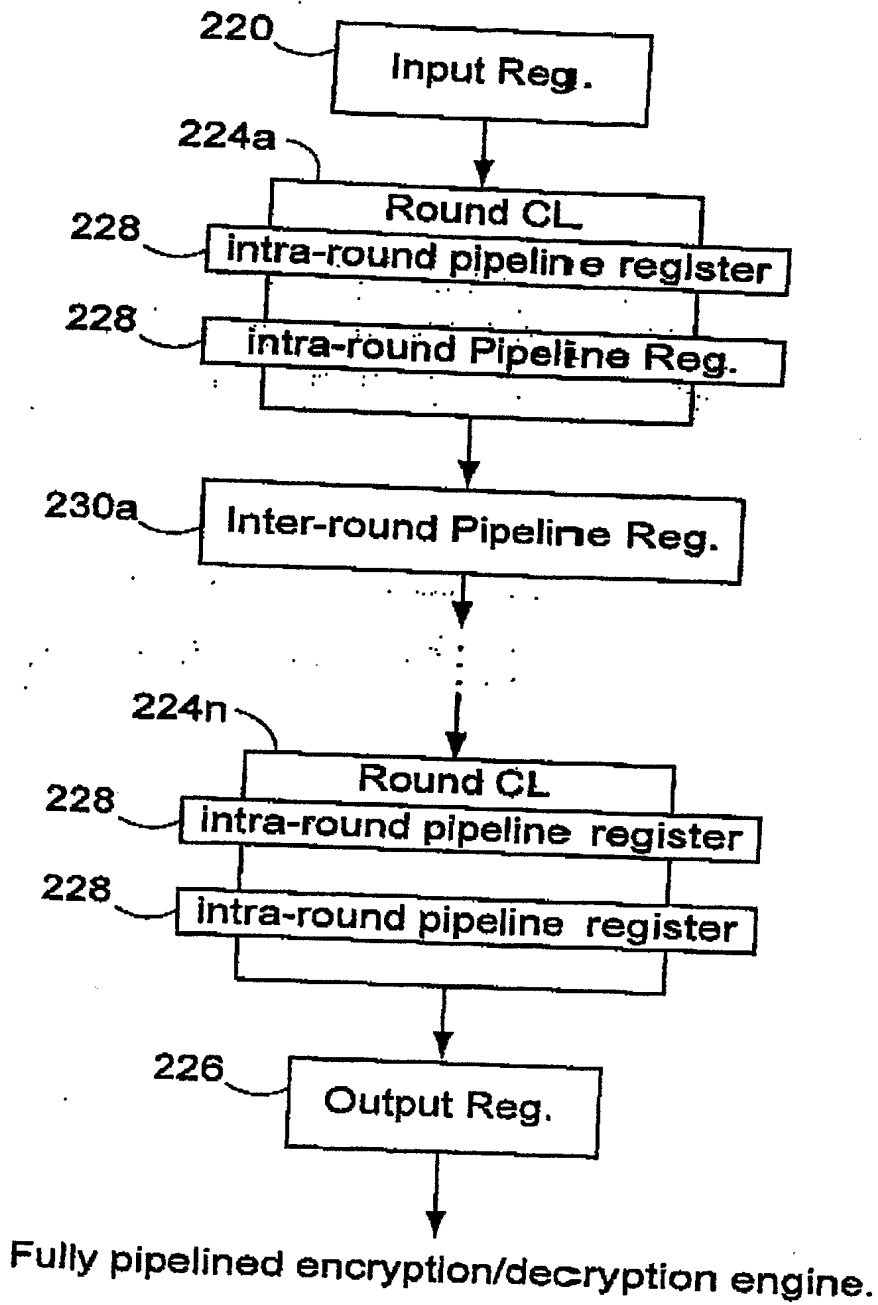 220
Input Reg.
224a
Round CL
228
intra-round pipeline register
228
intra-round Pipeline Reg.
230a
Inter-round Pipeline Reg.
224n
Round CL
228
intra-round pipeline register
228
intra-round pipeline register
226
Output Reg.
Fully pipelined encryption/decryption engine.